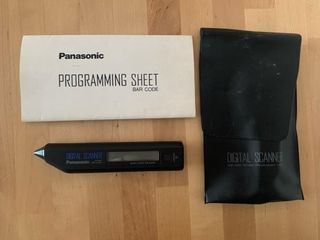 Panasonic
PROGRAMMING SHEET
BAR CODE
DIGITAL SCANNER
Panasonic
DIGITAL SCANNER